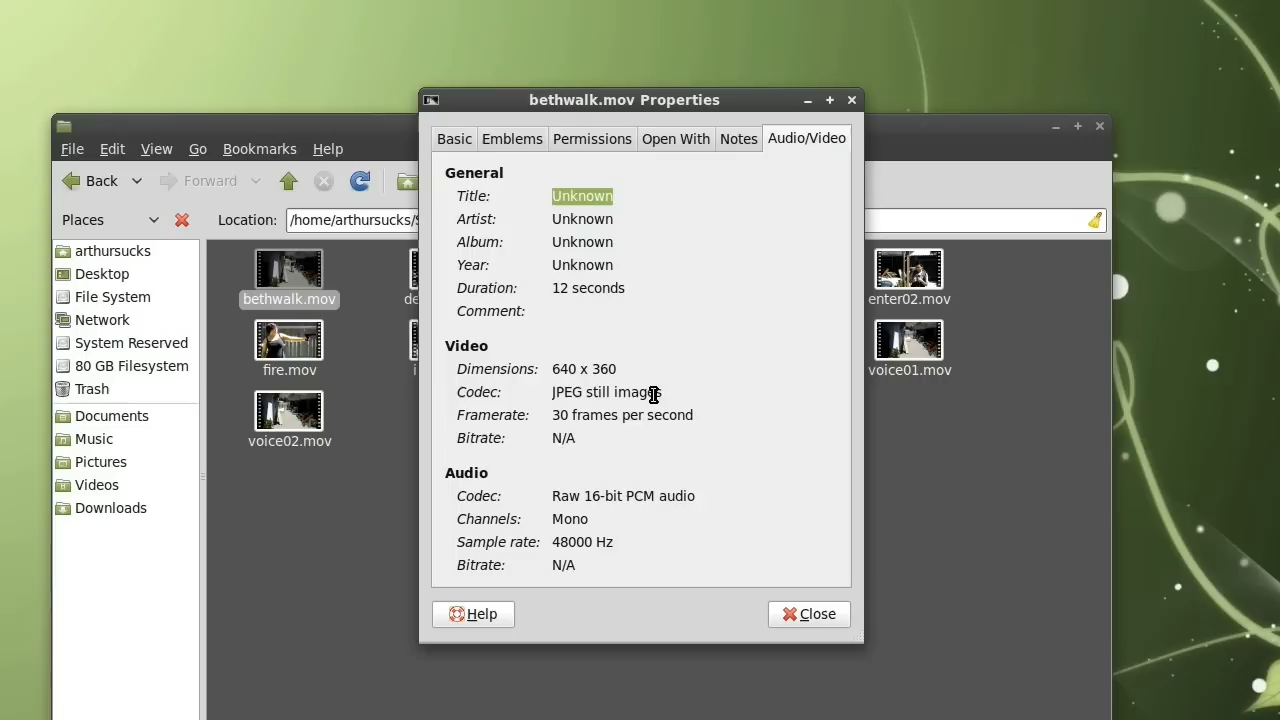 bethwalk.mov Properties
Basic Emblems Permissions Open With Notes Audio/Video
General
Title: Unknown
Artist: Unknown
Album: Unknown
Year: Unknown
Duration: 12 seconds
Comment:
Video
Dimensions: 640 x 360
Codec: JPEG still images
Framerate: 30 frames per second
Bitrate: N/A
Audio
Codec: Raw 16-bit PCM audio
Channels: Mono
Sample rate: 48000 Hz
Bitrate: N/A
Help Close
File Edit View Go Bookmarks Help
Back Forward
Places Location: /home/arthursucks/
arthursucks
Desktop
File System
Network
System Reserved
80 GB Filesystem
Trash
Documents
Music
Pictures
Videos
Downloads
bethwalk.mov de enter02.mov
fire.mov i voice01.mov
voice02.mov